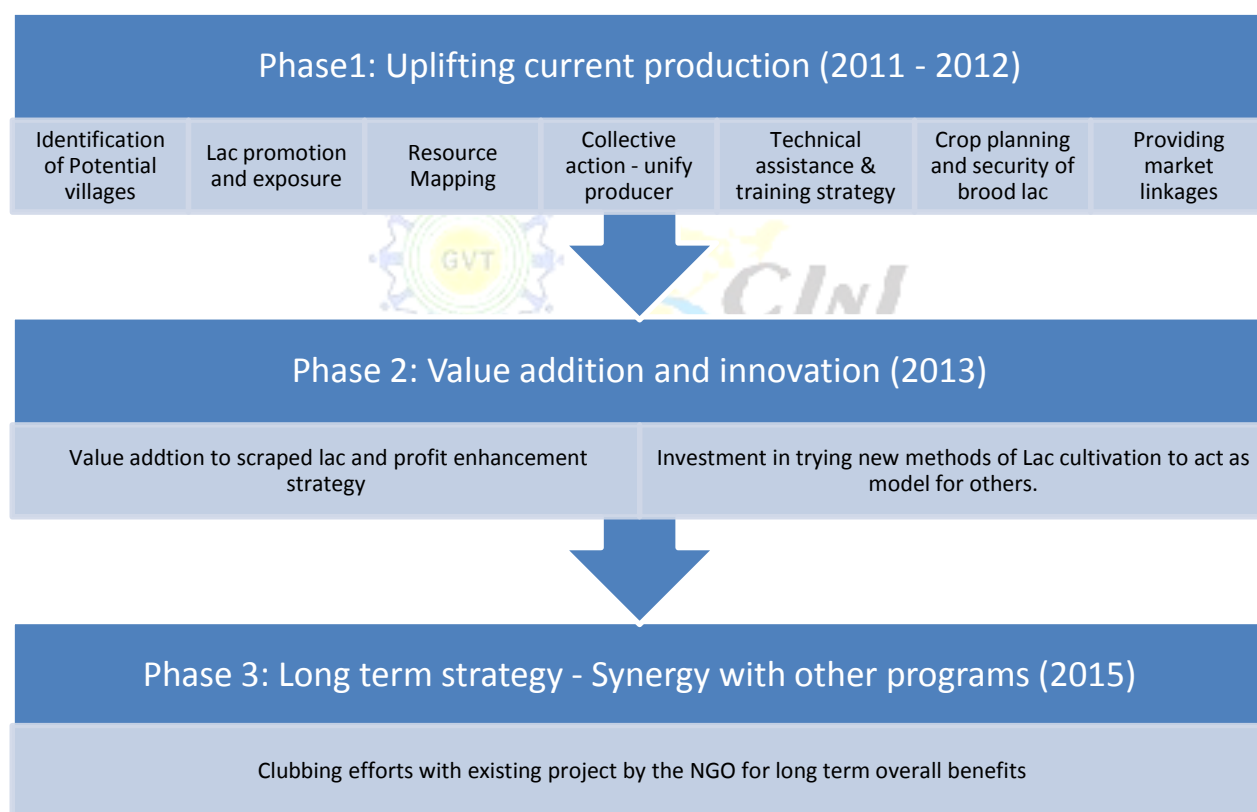 Phase1: Uplifting current production (2011 - 2012)
Identification
of Potential
villages
Lac promotion
and exposure
Resource
Mapping
Collective
action - unify
producer
Technical
assistance &
training strategy
Crop planning
and security of
brood lac
Providing
market
linkages
GVT
CInI
Phase 2: Value addition and innovation (2013)
Value addtion to scraped lac and profit enhancement
strategy
Investment in trying new methods of Lac cultivation to act as
model for others.
Phase 3: Long term strategy - Synergy with other programs (2015)
Clubbing efforts with existing project by the NGO for long term overall benefits